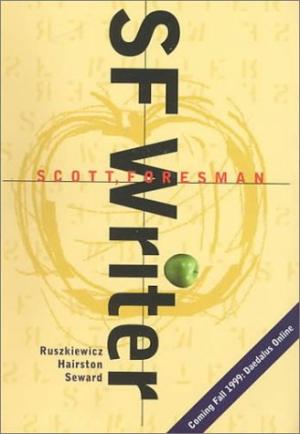 SF Writer
SCOTT, FORESMAN
Ruszkiewicz
Hairston
Seward
Coming Fall 1999: Daedalus Online